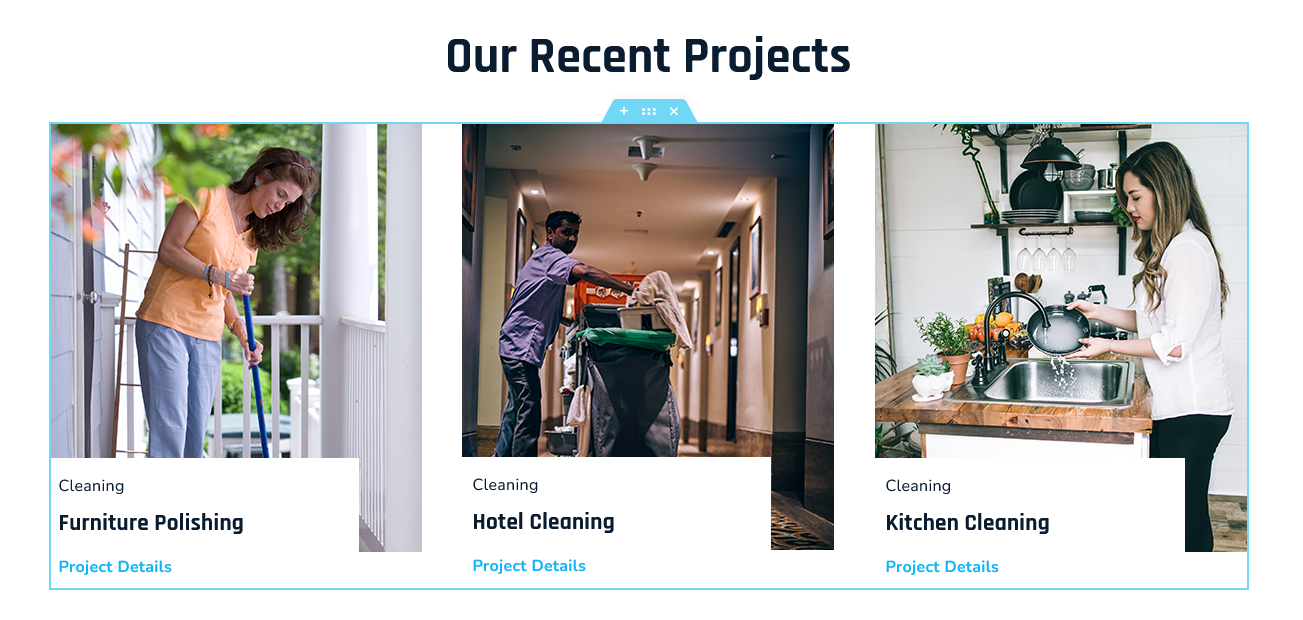 Our Recent Projects
Cleaning
Furniture Polishing
Project Details
Cleaning
Hotel Cleaning
Project Details
Cleaning
Kitchen Cleaning
Project Details